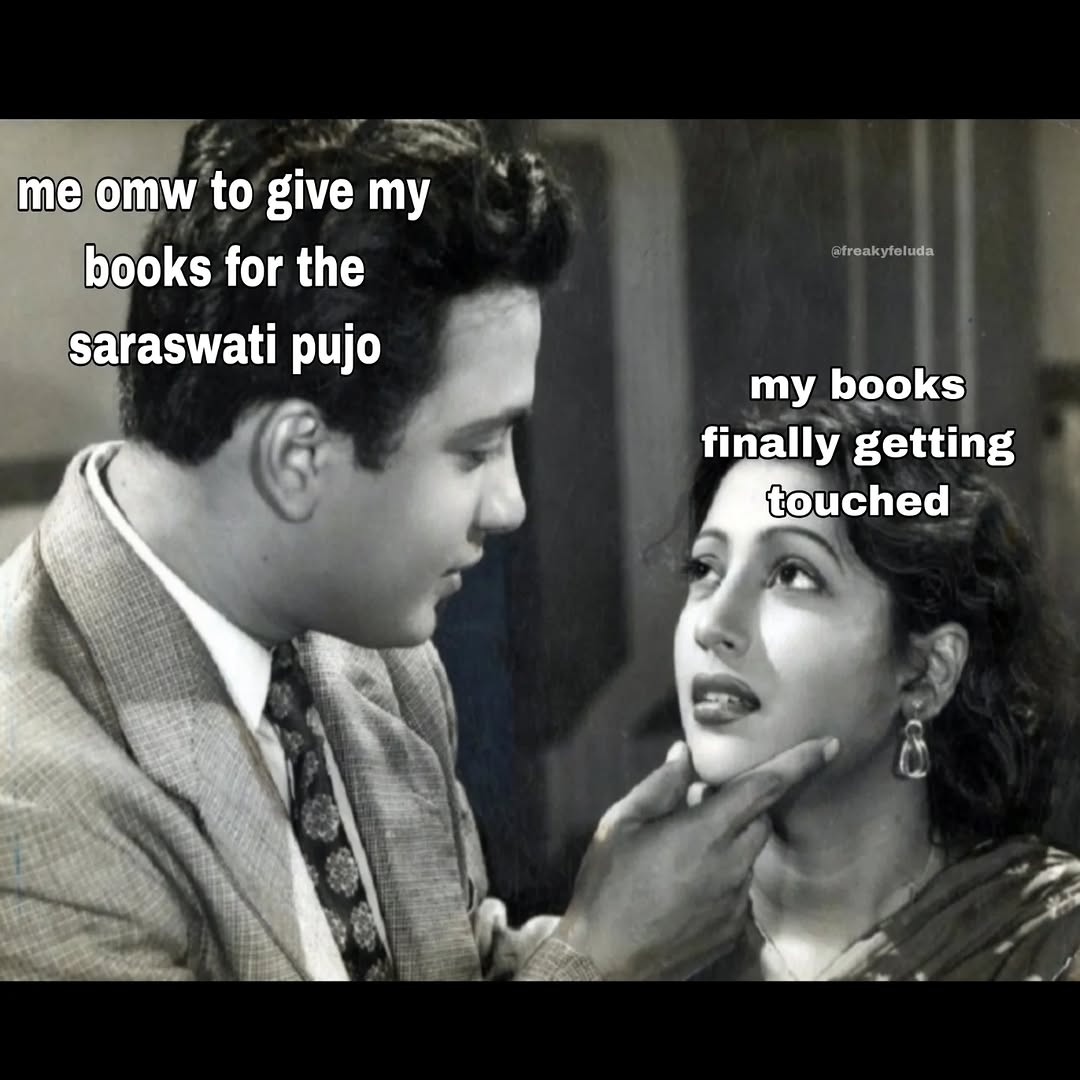 me omw to give my
books for the
saraswati pujo
@freakyfeluda
my books
finally getting
touched